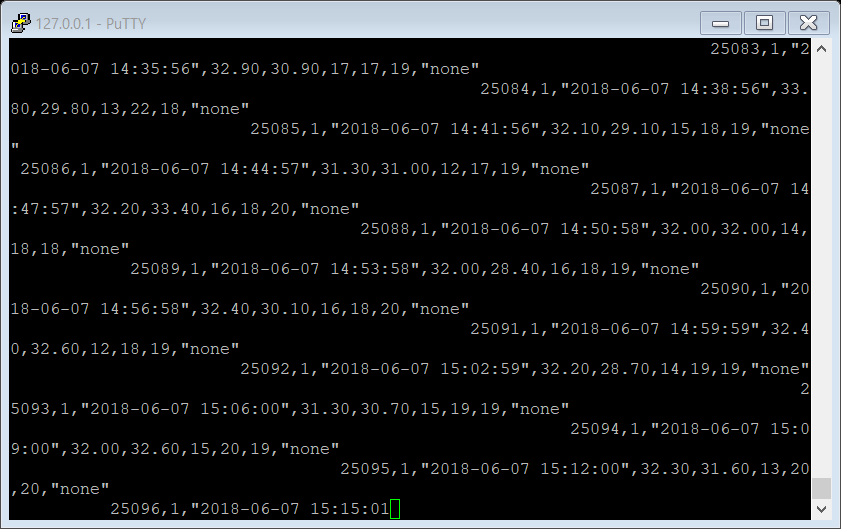 127.0.0.1 - PuTTY
25083,1,"2
018-06-07 14:35:56",32.90,30.90,17,17,19,"none"
25084,1,"2018-06-07 14:38:56",33.
80,29.80,13,22,18,"none"
25085,1,"2018-06-07 14:41:56",32.10,29.10,15,18,19,"none
"
25086,1,"2018-06-07 14:44:57",31.30,31.00,12,17,19,"none"
25087,1,"2018-06-07 14
:47:57",32.20,33.40,16,18,20,"none"
25088,1,"2018-06-07 14:50:58",32.00,32.00,14,
18,18,"none"
25089,1,"2018-06-07 14:53:58",32.00,28.40,16,18,19,"none"
25090,1,"20
18-06-07 14:56:58",32.40,30.10,16,18,20,"none"
25091,1,"2018-06-07 14:59:59",32.4
0,32.60,12,18,19,"none"
25092,1,"2018-06-07 15:02:59",32.20,28.70,14,19,19,"none"
2
5093,1,"2018-06-07 15:06:00",31.30,30.70,15,19,19,"none"
25094,1,"2018-06-07 15:0
9:00",32.00,32.60,15,20,19,"none"
25095,1,"2018-06-07 15:12:00",32.30,31.60,13,20
,20,"none"
25096,1,"2018-06-07 15:15:01